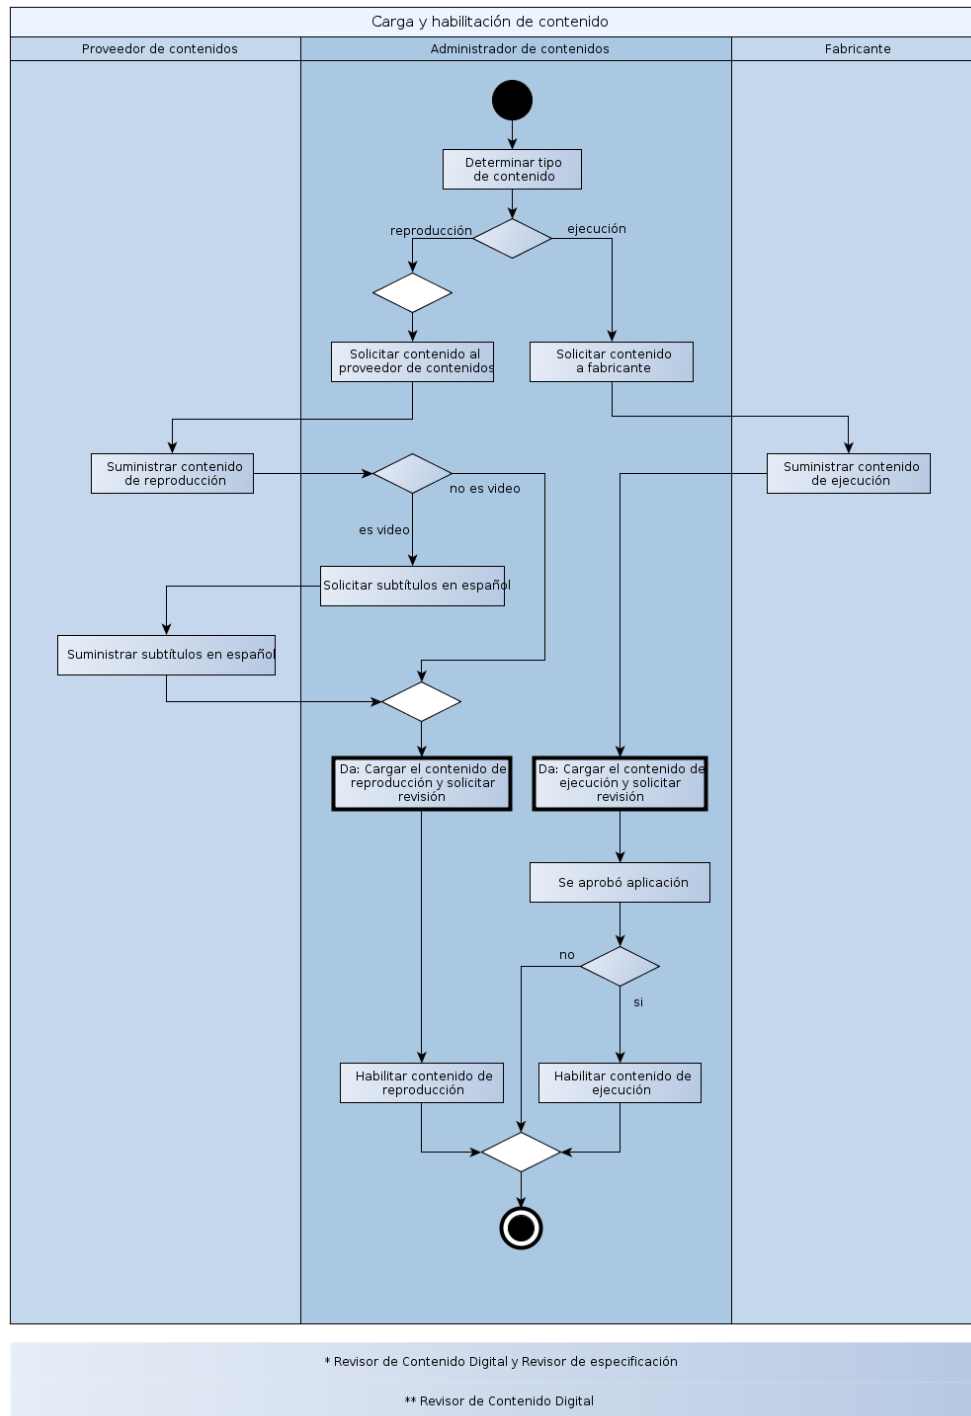 Carga y habilitación de contenido
Proveedor de contenidos
Administrador de contenidos
Fabricante
Determinar tipo
de contenido
reproducción
ejecución
Solicitar contenido al
proveedor de contenidos
Solicitar contenido
a fabricante
Suministrar contenido
de reproducción
Suministrar contenido
de ejecución
no es video
es video
Solicitar subtítulos en español
Suministrar subtítulos en español
Da: Cargar el contenido de
reproducción y solicitar
revisión
Da: Cargar el contenido de
ejecución y solicitar
revisión
Se aprobó aplicación
no
si
Habilitar contenido de
reproducción
Habilitar contenido de
ejecución
* Revisor de Contenido Digital y Revisor de especificación
** Revisor de Contenido Digital